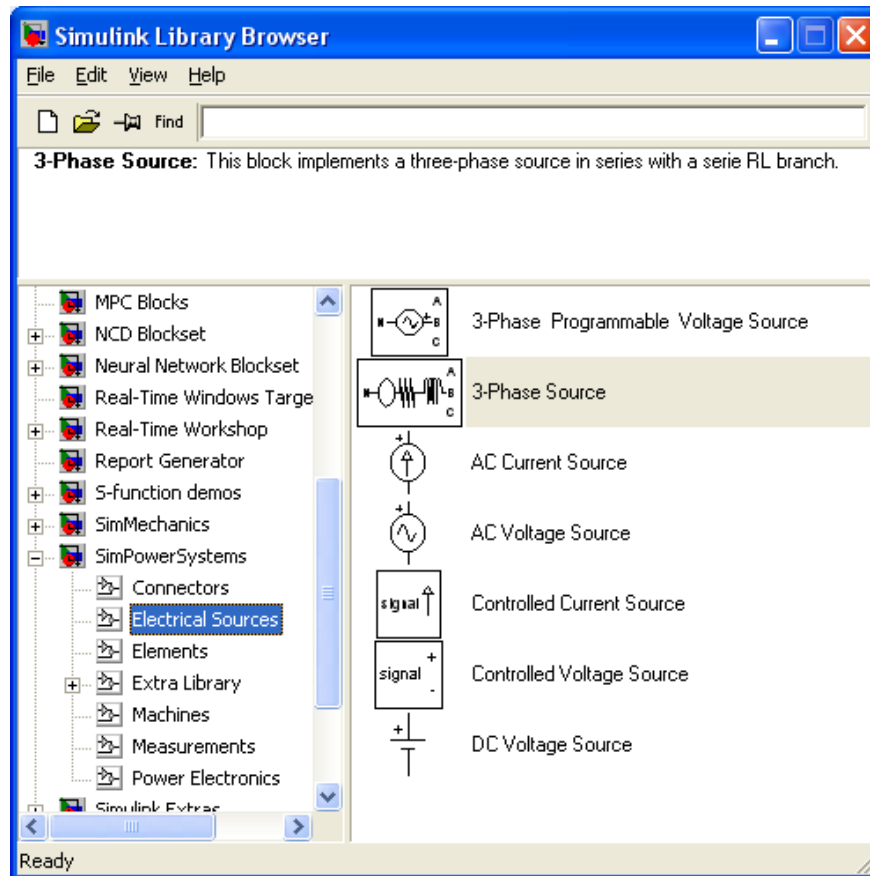 Simulink Library Browser
File Edit View Help
Find
3-Phase Source: This block implements a three-phase source in series with a serie RL branch.
MPC Blocks
NCD Blockset
Neural Network Blockset
Real-Time Windows Targe
Real-Time Workshop
Report Generator
S-function demos
SimMechanics
SimPowerSystems
Connectors
Electrical Sources
Elements
Extra Library
Machines
Measurements
Power Electronics
Simulink Extras
N A B C 3-Phase Programmable Voltage Source
N A B C 3-Phase Source
AC Current Source
AC Voltage Source
signal Controlled Current Source
signal + - Controlled Voltage Source
DC Voltage Source
Ready